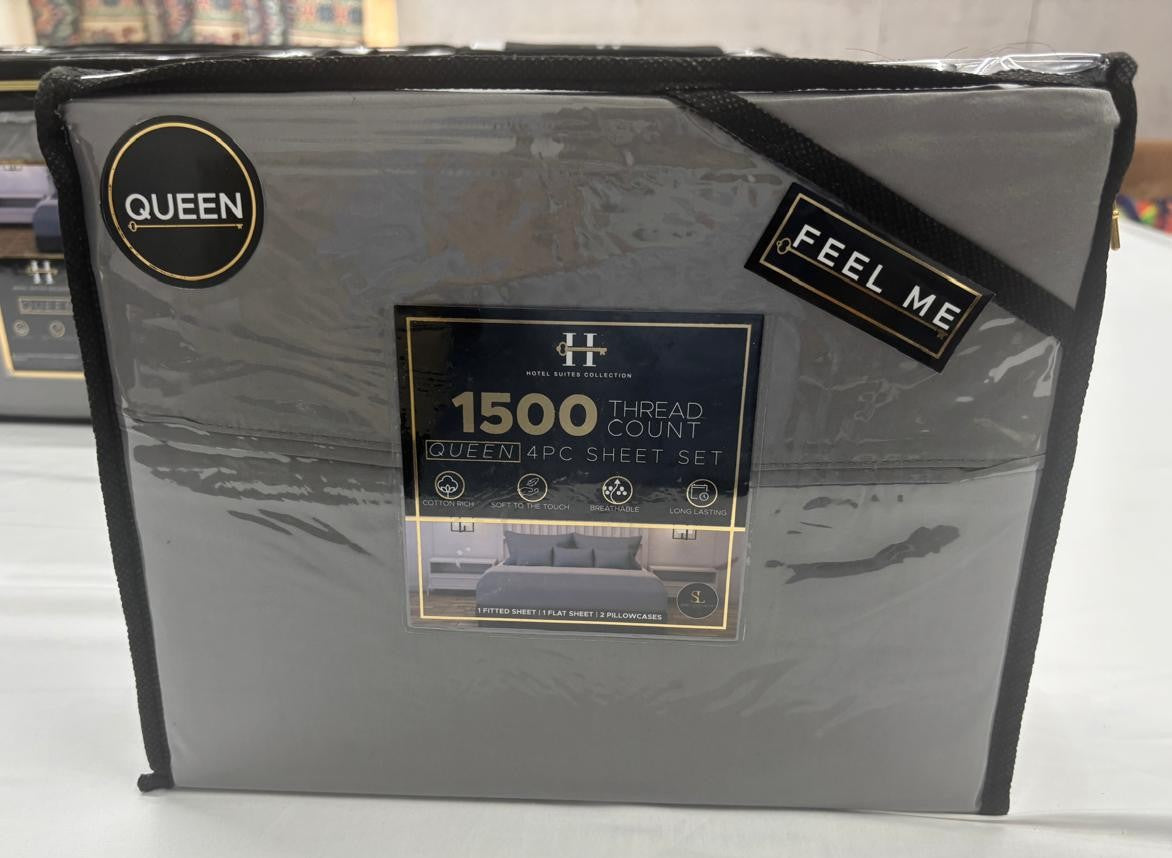 QUEEN
FEEL ME
H
HOTEL SUITES COLLECTION
1500 THREAD COUNT
QUEEN 4PC SHEET SET
COTTON RICH SOFT TO THE TOUCH BREATHABLE LONG LASTING
1 FITTED SHEET | 1 FLAT SHEET | 2 PILLOWCASES
SL
H
QUEEN